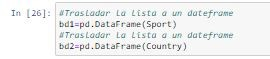 In [26]: #Trasladar la lista a un dateframe
bd1=pd.DataFrame(Sport)
#Trasladar la lista a un dateframe
bd2=pd.DataFrame(Country)